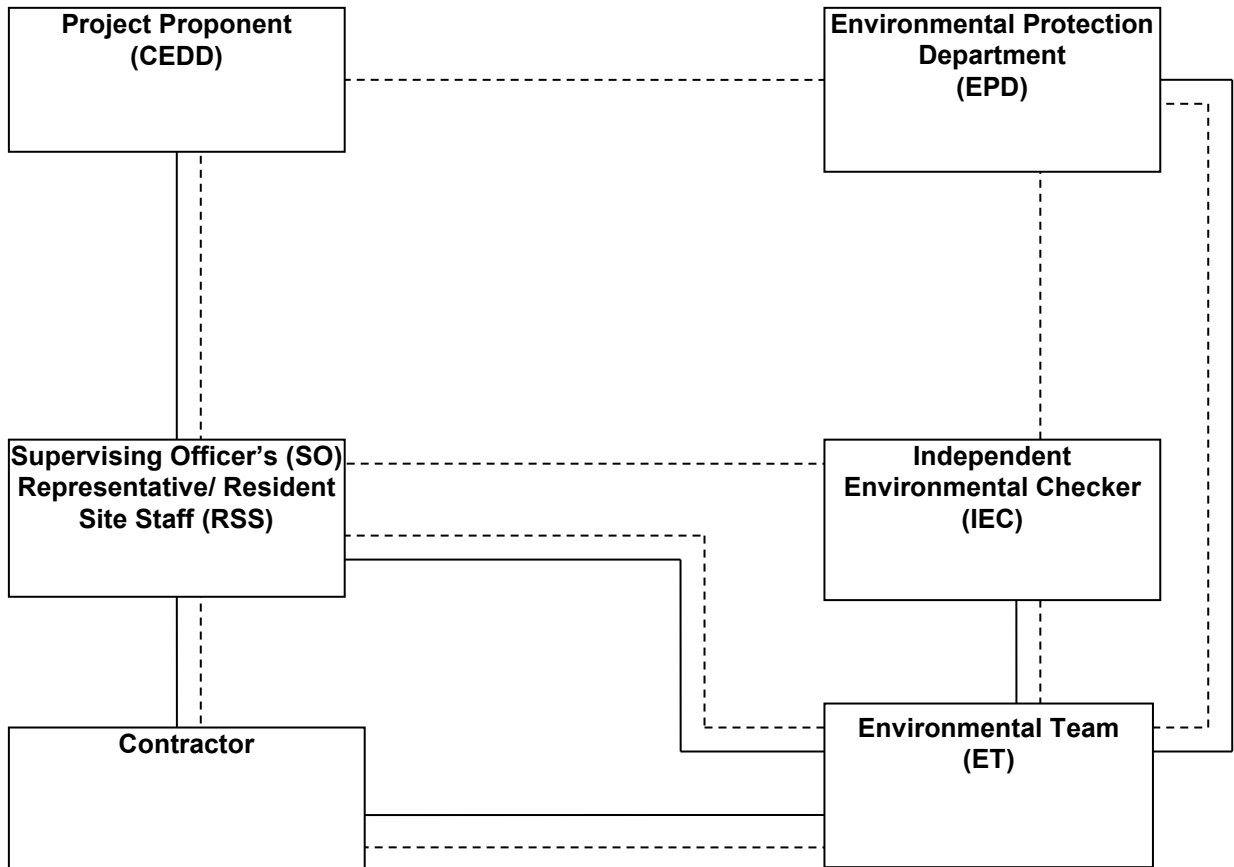 Project Proponent
(CEDD)
Environmental Protection
Department
(EPD)
Supervising Officer's (SO)
Representative/ Resident
Site Staff (RSS)
Independent
Environmental Checker
(IEC)
Contractor
Environmental Team
(ET)